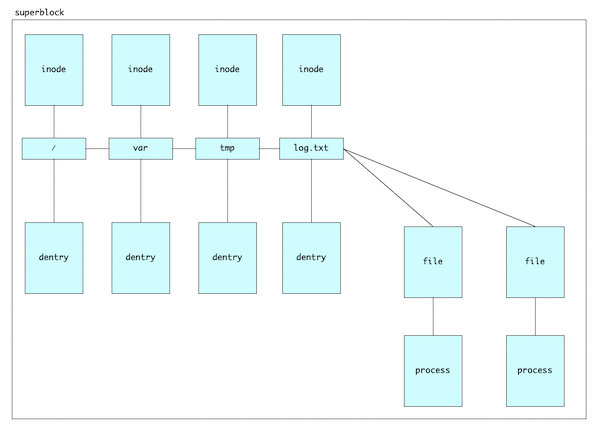 superblock
inode
inode
inode
inode
/
var
tmp
log.txt
dentry
dentry
dentry
dentry
file
file
process
process